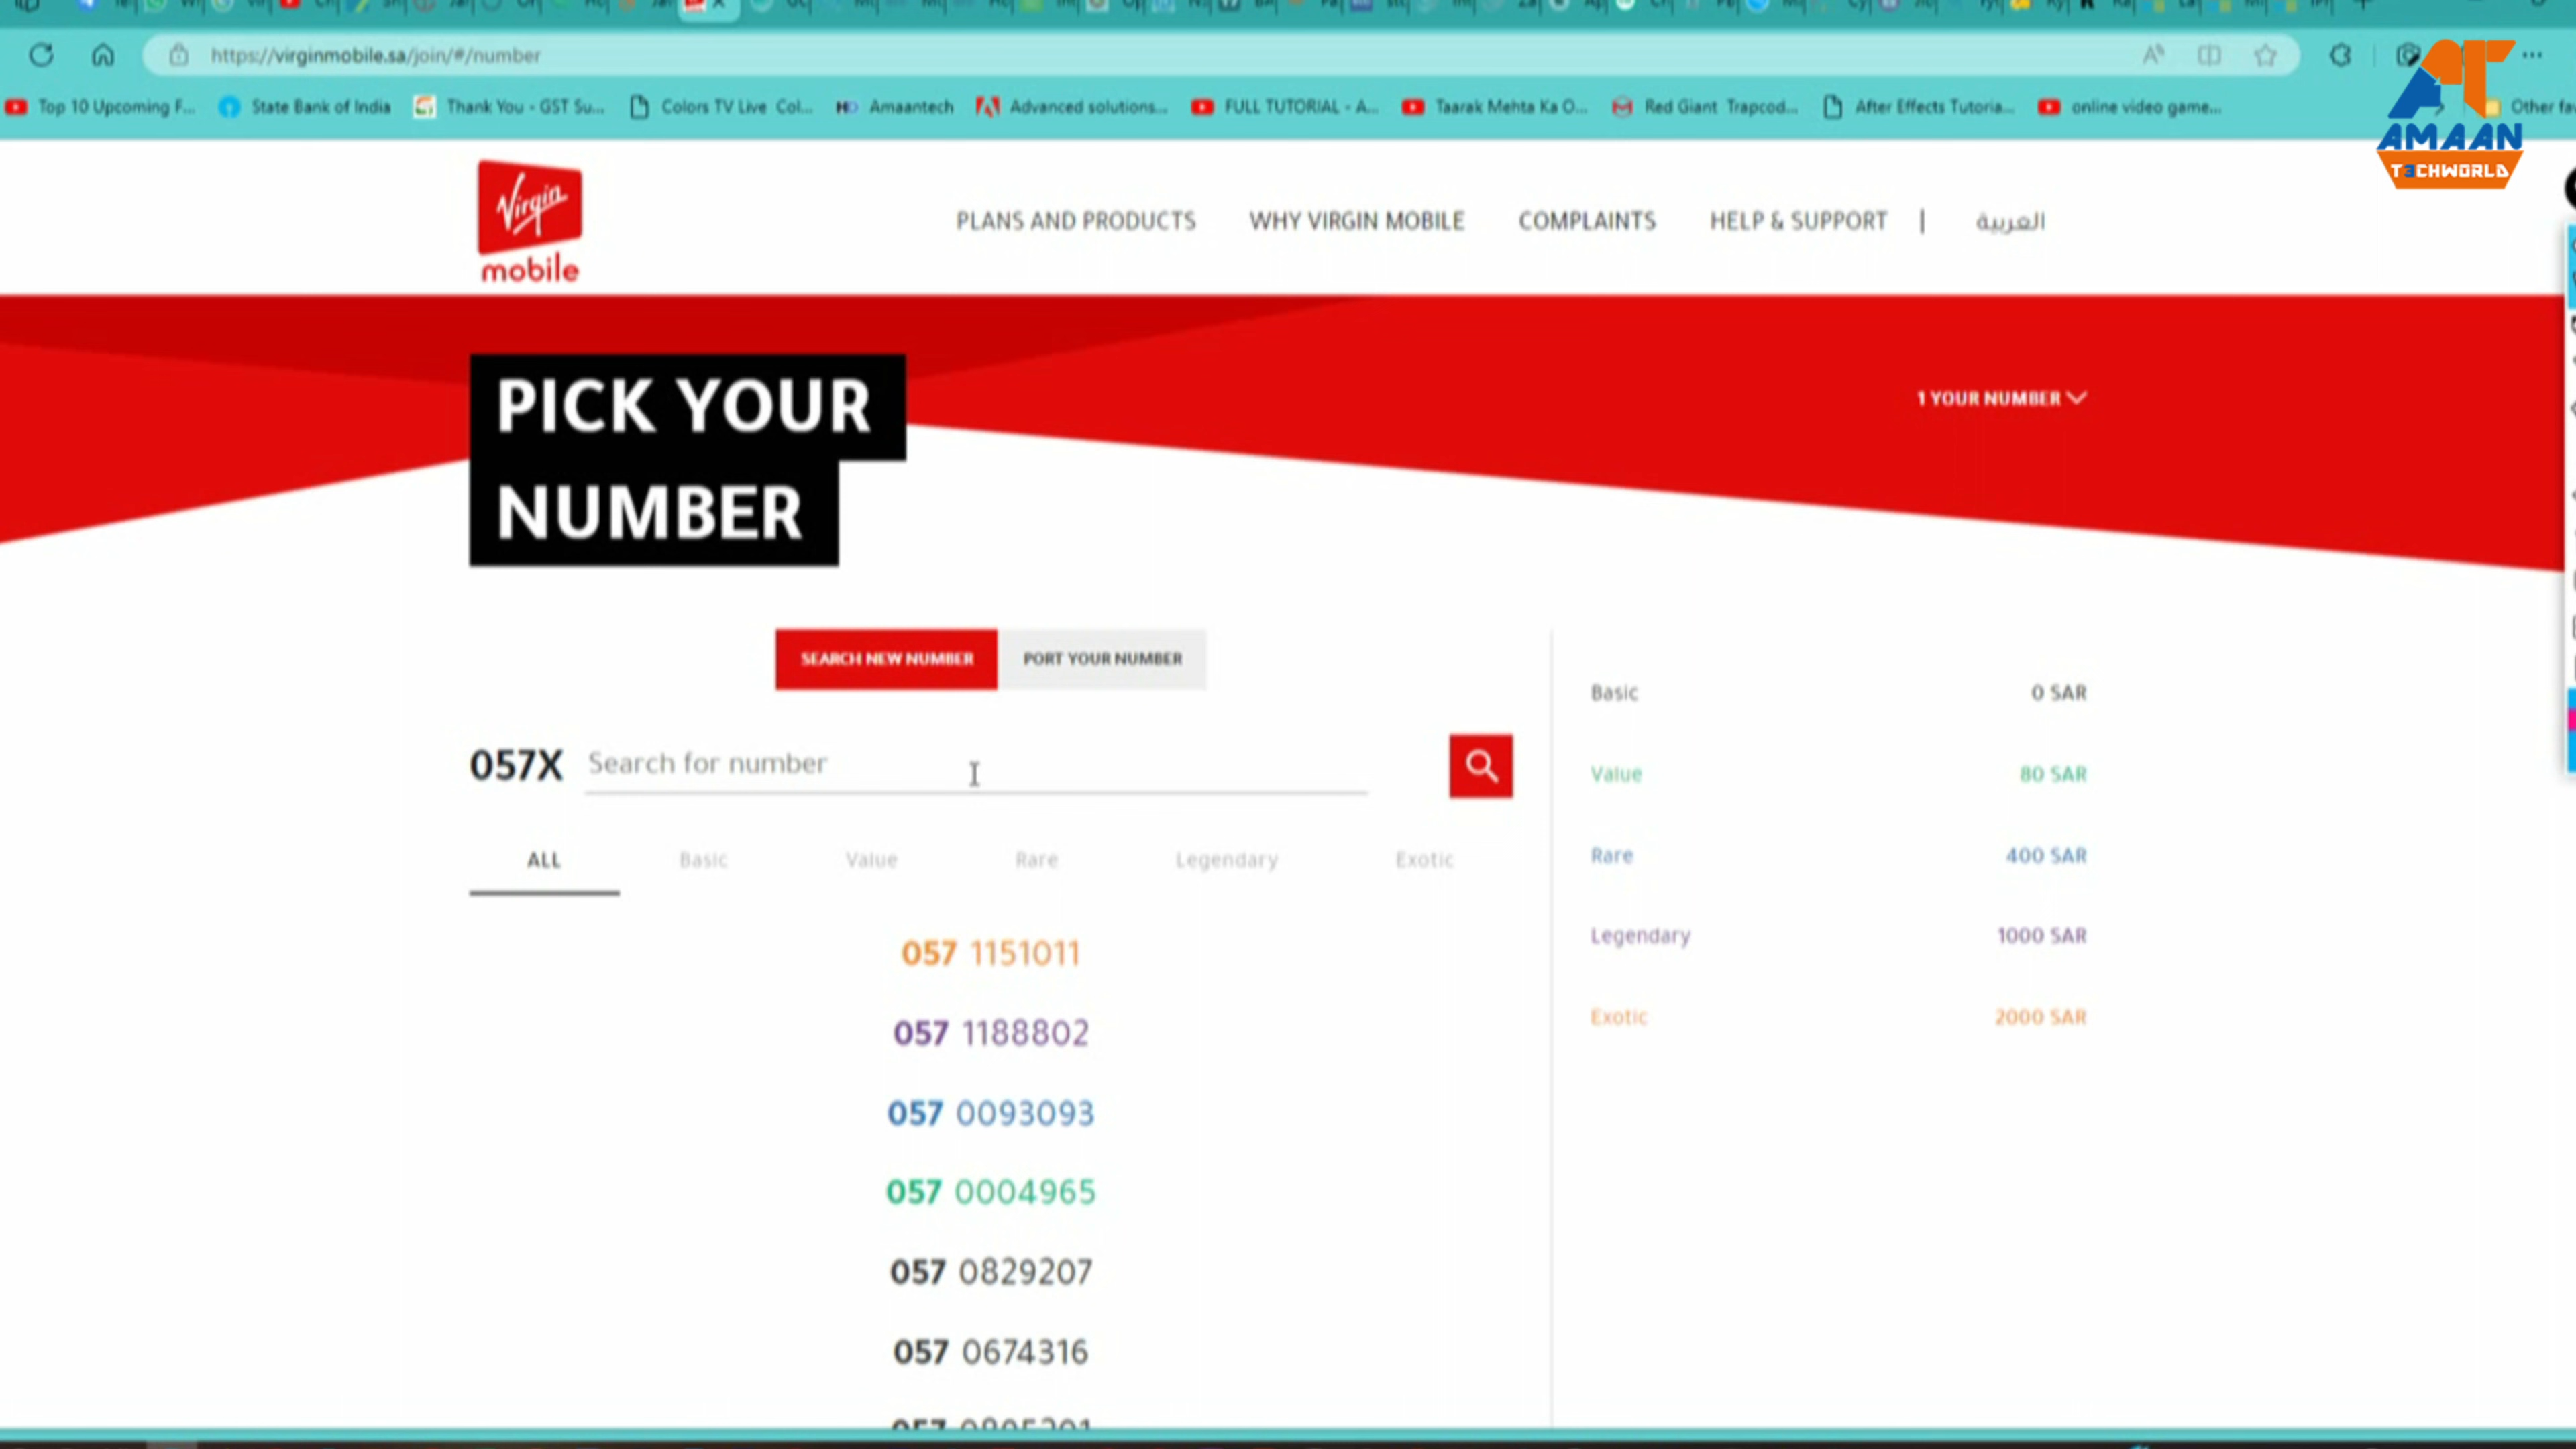 https://virginmobile.sa/join/#/number
Top 10 Upcoming F... State Bank of India Thank You - GST Su... Colors TV Live Col... HD Amaantech Advanced solutions... FULL TUTORIAL - A... Taarak Mehta Ka O... Red Giant Trapcod... After Effects Tutoria... online video game... Other fa
AT
AMAAN
T3CHWORLD
Virgin
mobile
PLANS AND PRODUCTS WHY VIRGIN MOBILE COMPLAINTS HELP & SUPPORT | العربية
PICK YOUR
NUMBER
1 YOUR NUMBER
SEARCH NEW NUMBER PORT YOUR NUMBER
057X Search for number
ALL Basic Value Rare Legendary Exotic
057 1151011
057 1188802
057 0093093
057 0004965
057 0829207
057 0674316
Basic 0 SAR
Value 80 SAR
Rare 400 SAR
Legendary 1000 SAR
Exotic 2000 SAR